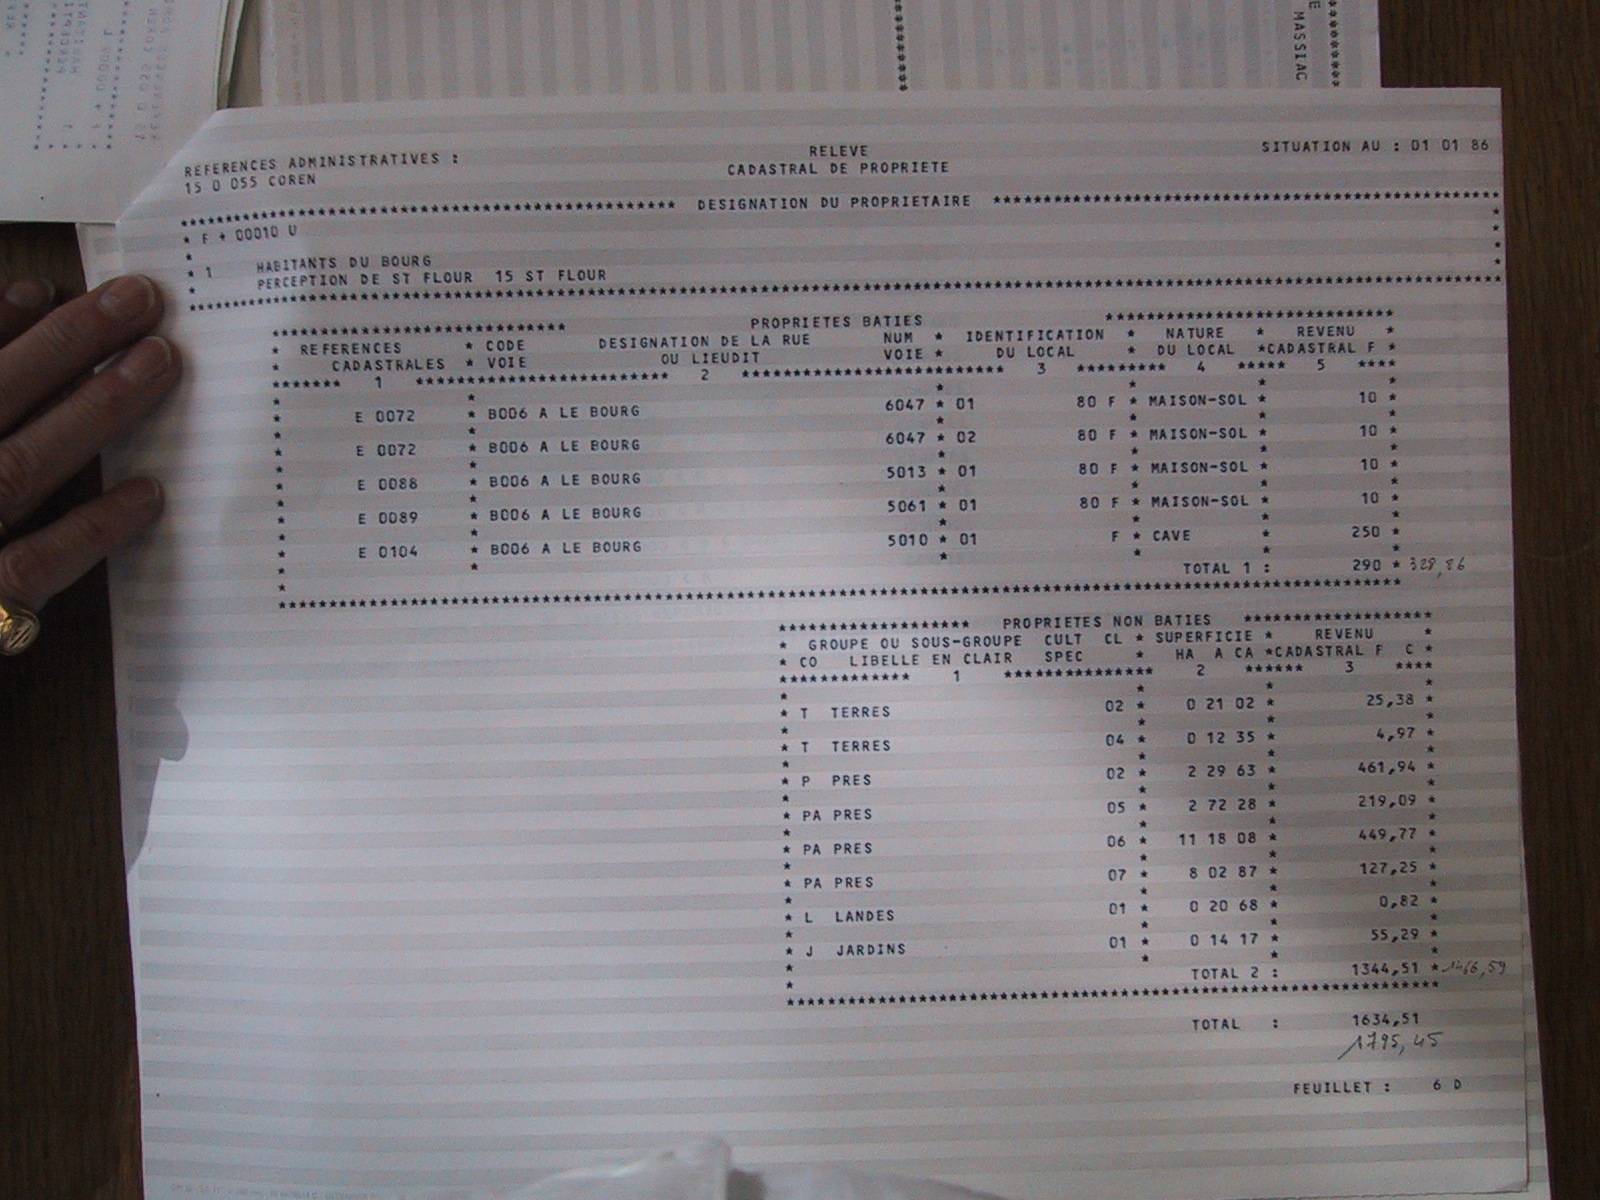 MASSIAC
REFERENCES ADMINISTRATIVES :
15 0 055 COREN
RELEVE
CADASTRAL DE PROPRIETE
SITUATION AU : 01 01 86
DESIGNATION DU PROPRIETAIRE
* F + 00010 U
* 1 HABITANTS DU BOURG
* PERCEPTION DE ST FLOUR 15 ST FLOUR
PROPRIETES BATIES
* REFERENCES * CODE DESIGNATION DE LA RUE NUM * IDENTIFICATION * NATURE * REVENU *
* CADASTRALES * VOIE OU LIEUDIT VOIE * DU LOCAL * DU LOCAL *CADASTRAL F *
******* 1 ******* 2 ******* 3 ******* 4 ***** 5 ****
* E 0072 * B006 A LE BOURG 6047 * 01 80 F * MAISON-SOL * 10 *
* E 0072 * B006 A LE BOURG 6047 * 02 80 F * MAISON-SOL * 10 *
* E 0088 * B006 A LE BOURG 5013 * 01 80 F * MAISON-SOL * 10 *
* E 0089 * B006 A LE BOURG 5061 * 01 80 F * MAISON-SOL * 10 *
* E 0104 * B006 A LE BOURG 5010 * 01 F * CAVE * 250 *
TOTAL 1 : 290 *
PROPRIETES NON BATIES
* GROUPE OU SOUS-GROUPE CULT CL * SUPERFICIE * REVENU *
* CO LIBELLE EN CLAIR SPEC * HA A CA *CADASTRAL F C *
************* 1 ************** 2 ****** 3 ****
* T TERRES 02 * 0 21 02 * 25,38 *
* T TERRES 04 * 0 12 35 * 4,97 *
* P PRES 02 * 2 29 63 * 461,94 *
* PA PRES 05 * 2 72 28 * 219,09 *
* PA PRES 06 * 11 18 08 * 449,77 *
* PA PRES 07 * 8 02 87 * 127,25 *
* L LANDES 01 * 0 20 68 * 0,82 *
* J JARDINS 01 * 0 14 17 * 55,29 *
TOTAL 2 : 1344,51 *
TOTAL : 1634,51
1795,45
FEUILLET : 6 D